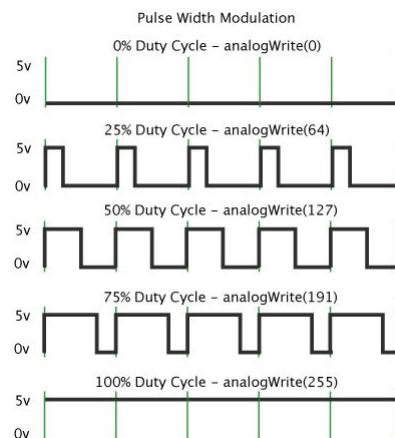 Pulse Width Modulation
0% Duty Cycle – analogWrite(0)
5v
0v
25% Duty Cycle – analogWrite(64)
5v
0v
50% Duty Cycle – analogWrite(127)
5v
0v
75% Duty Cycle – analogWrite(191)
5v
0v
100% Duty Cycle – analogWrite(255)
5v
0v